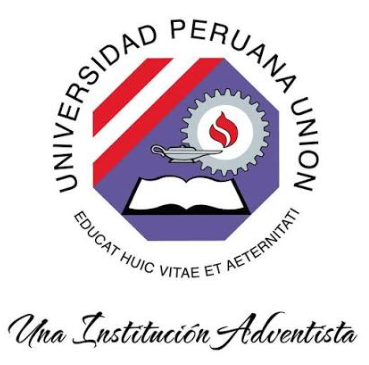 UNIVERSIDAD PERUANA UNION
EDUCAT HUIC VITAE ET AETERNITATI
Una Institución Adventista